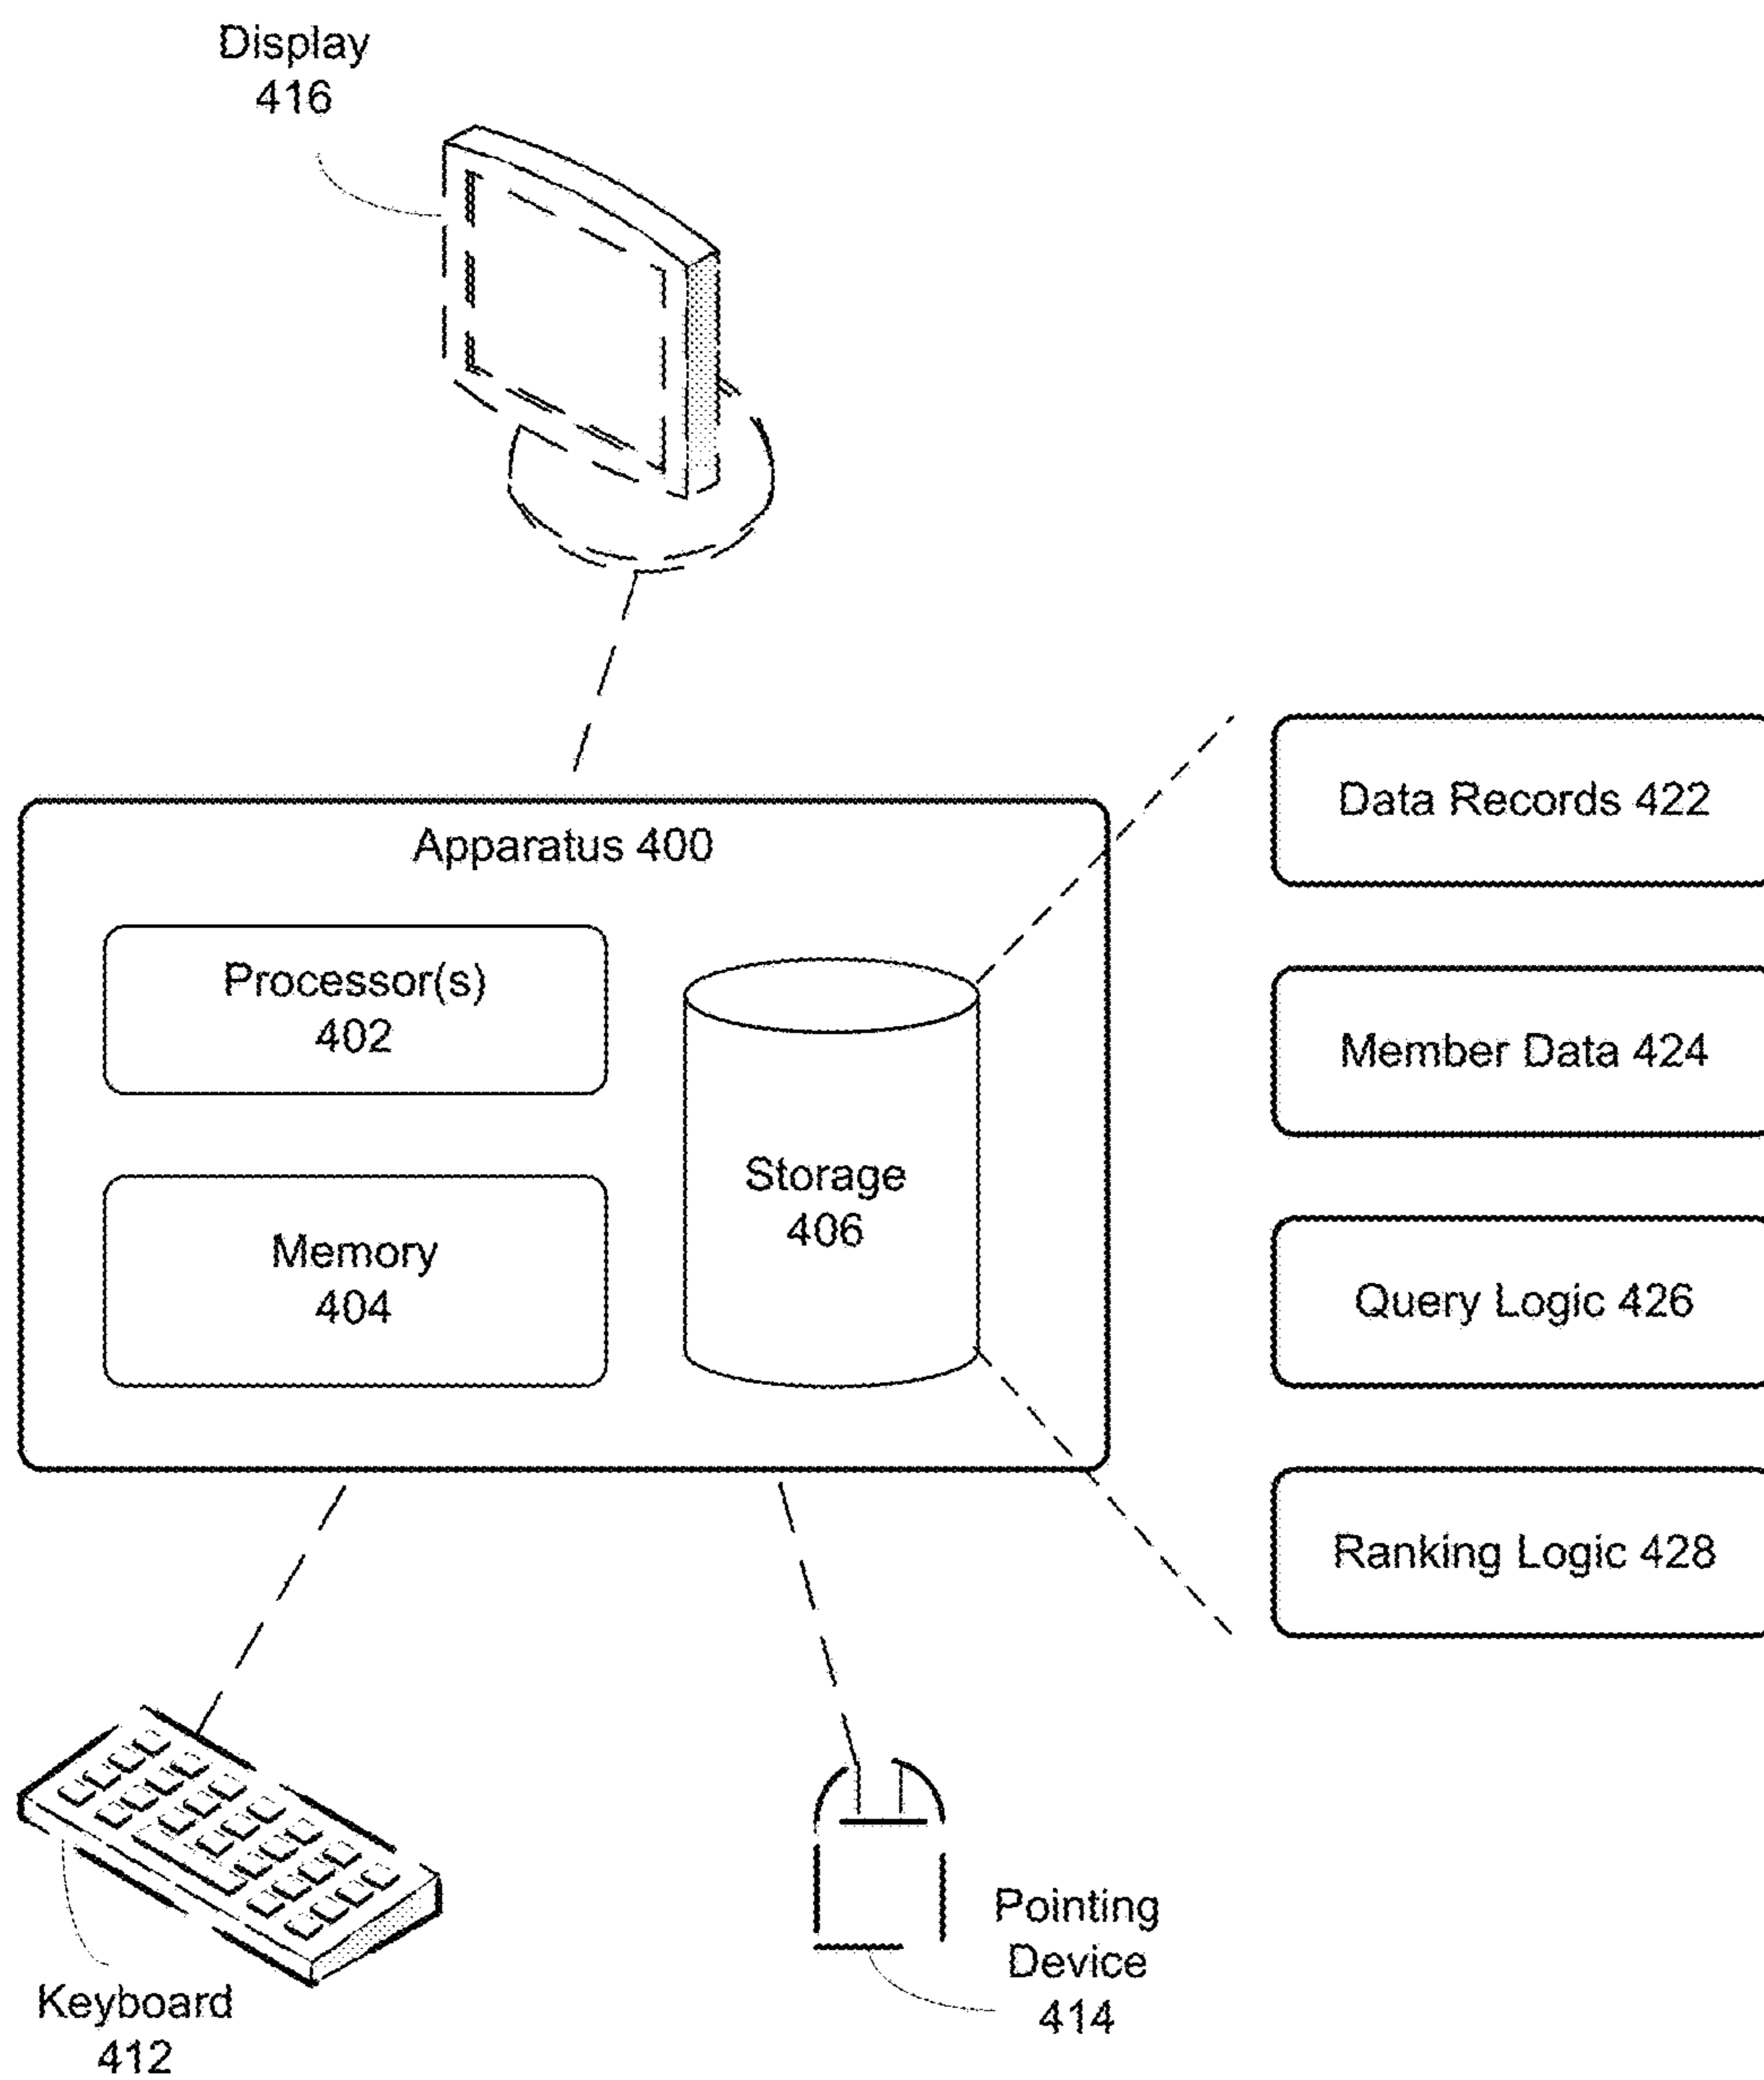 Display
416
Apparatus 400
Processor(s)
402
Memory
404
Storage
406
Data Records 422
Member Data 424
Query Logic 426
Ranking Logic 428
Keyboard
412
Pointing
Device
414